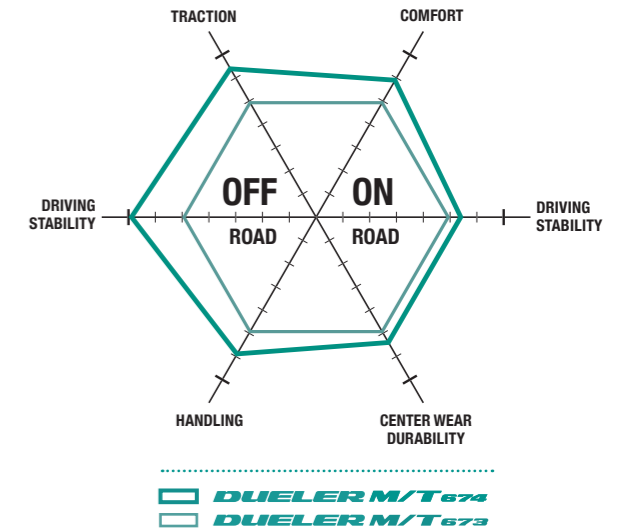 TRACTION
COMFORT
OFF
ROAD
ON
ROAD
DRIVING
STABILITY
DRIVING
STABILITY
HANDLING
CENTER WEAR
DURABILITY
DUELER M/T 674
DUELER M/T 673